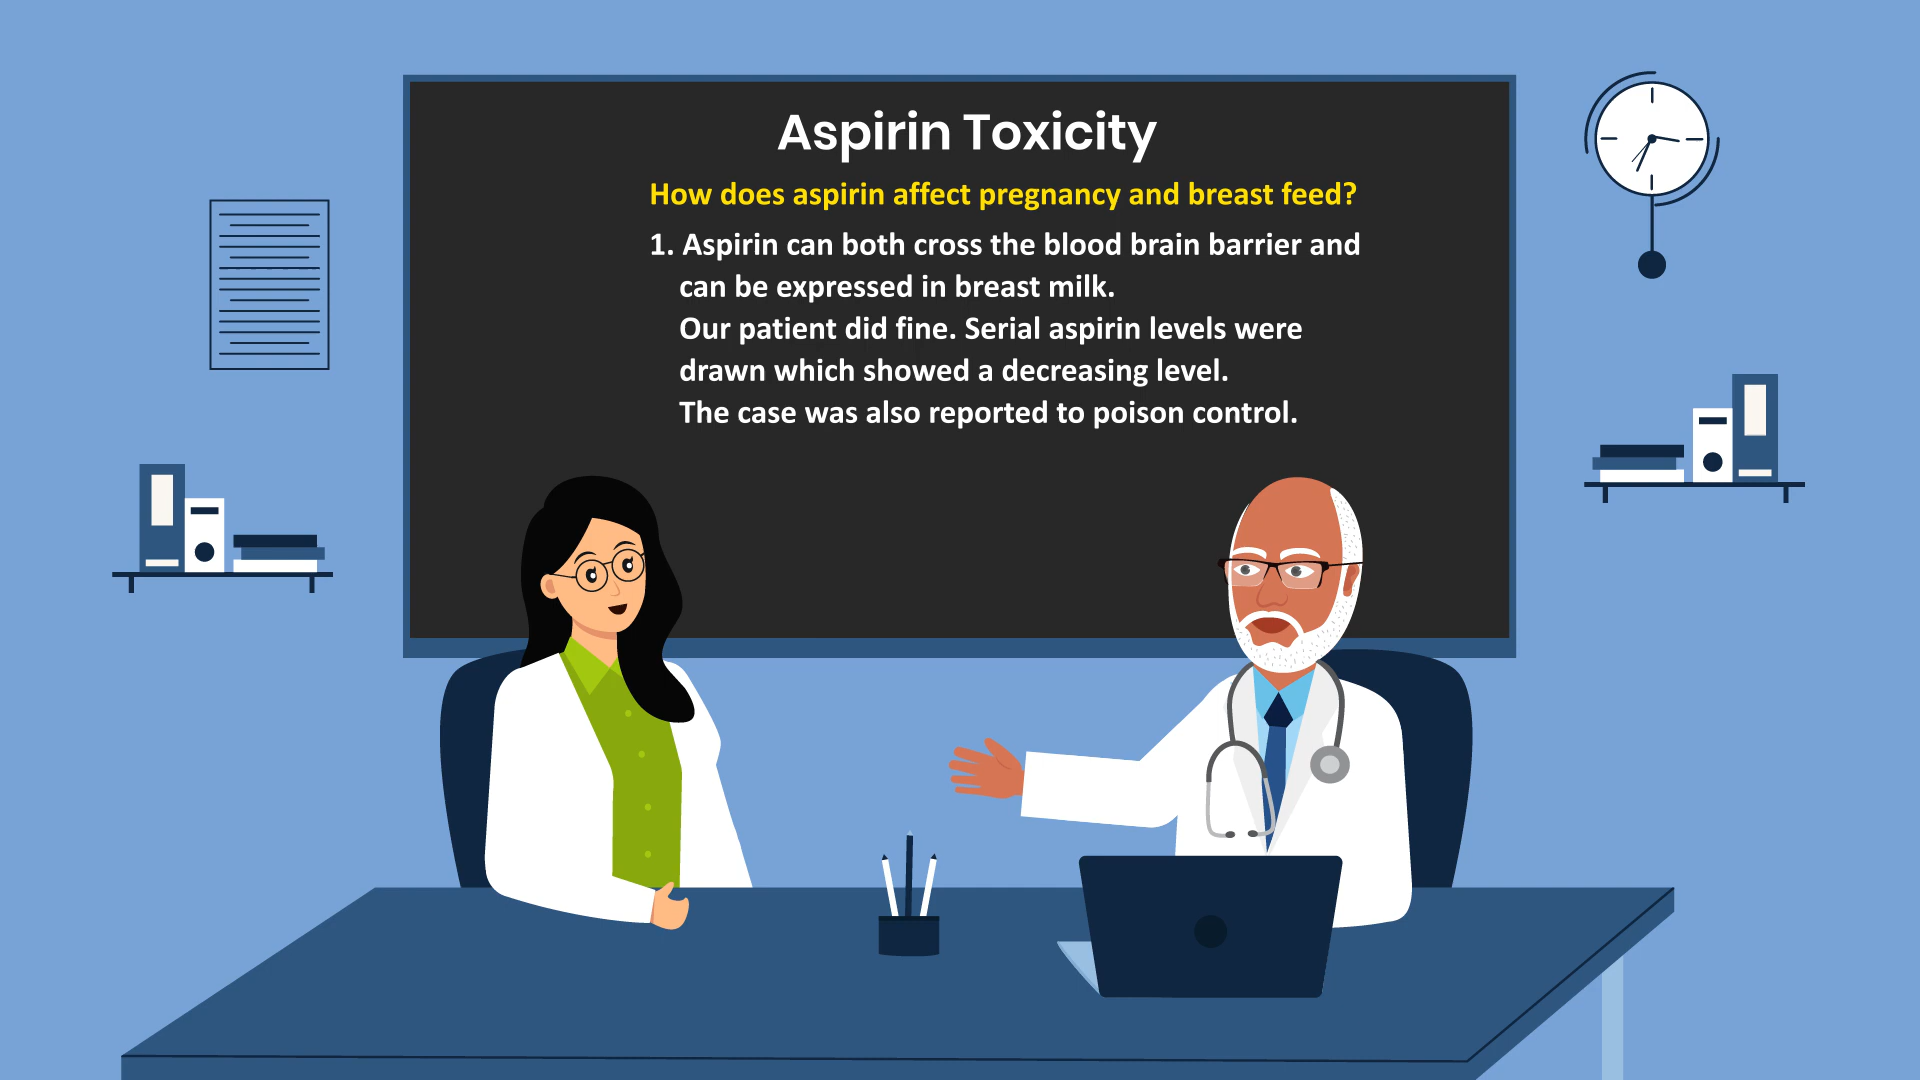 Aspirin Toxicity
How does aspirin affect pregnancy and breast feed?
1. Aspirin can both cross the blood brain barrier and
can be expressed in breast milk.
Our patient did fine. Serial aspirin levels were
drawn which showed a decreasing level.
The case was also reported to poison control.